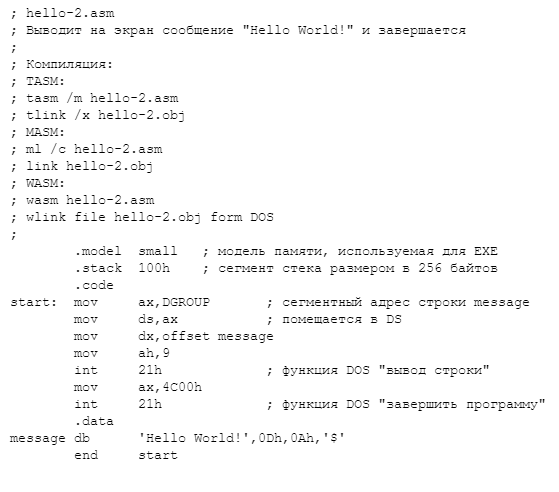 ; hello-2.asm
; Выводит на экран сообщение "Hello World!" и завершается
;
; Компиляция:
; TASM:
; tasm /m hello-2.asm
; tlink /x hello-2.obj
; MASM:
; ml /c hello-2.asm
; link hello-2.obj
; WASM:
; wasm hello-2.asm
; wlink file hello-2.obj form DOS
;
        .model  small   ; модель памяти, используемая для EXE
        .stack  100h    ; сегмент стека размером в 256 байтов
        .code
start:  mov     ax,DGROUP       ; сегментный адрес строки message
        mov     ds,ax           ; помещается в DS
        mov     dx,offset message
        mov     ah,9
        int     21h             ; функция DOS "вывод строки"
        mov     ax,4C00h
        int     21h             ; функция DOS "завершить программу"
        .data
message db      'Hello World!',0Dh,0Ah,'$'
        end     start